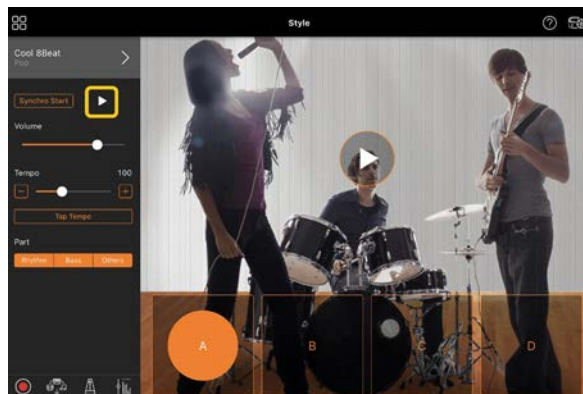 Style
Cool 8Beat
Pop
Synchro Start
Volume
Tempo 100
Tap Tempo
Part
Rhythm Bass Others
A B C D